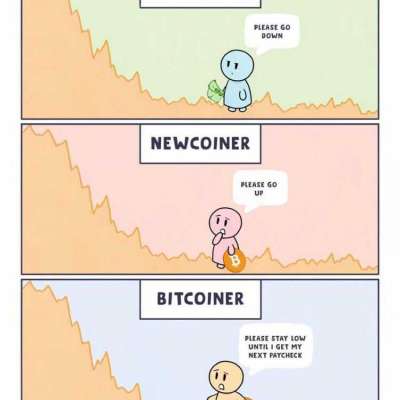 PLEASE GO
DOWN
NEWCOINER
PLEASE GO
UP
B
BITCOINER
PLEASE STAY LOW
UNTIL I GET MY
NEXT PAYCHECK